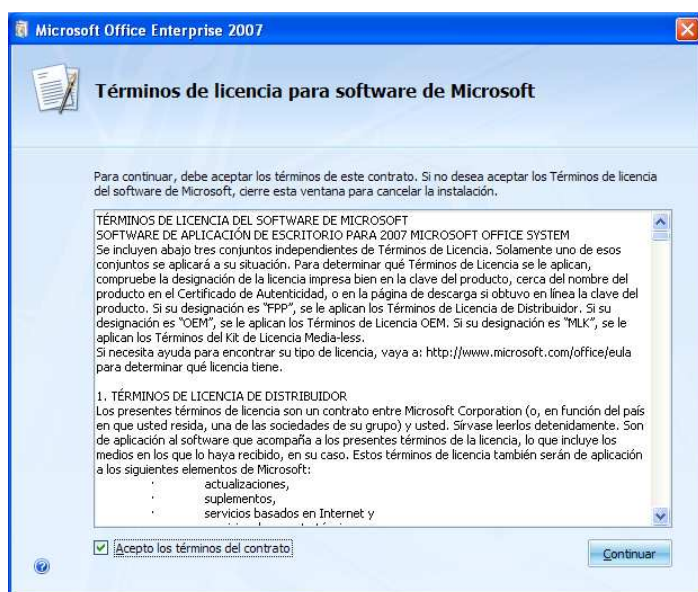 Microsoft Office Enterprise 2007
Términos de licencia para software de Microsoft
Para continuar, debe aceptar los términos de este contrato. Si no desea aceptar los Términos de licencia
del software de Microsoft, cierre esta ventana para cancelar la instalación.
TÉRMINOS DE LICENCIA DEL SOFTWARE DE MICROSOFT
SOFTWARE DE APLICACIÓN DE ESCRITORIO PARA 2007 MICROSOFT OFFICE SYSTEM
Se incluyen abajo tres conjuntos independientes de Términos de Licencia. Solamente uno de esos
conjuntos se aplicará a su situación. Para determinar qué Términos de Licencia se le aplican,
compruebe la designación de la licencia impresa bien en la clave del producto, cerca del nombre del
producto en el Certificado de Autenticidad, o en la página de descarga si obtuvo en línea la clave del
producto. Si su designación es "FPP", se le aplican los Términos de Licencia de Distribuidor. Si su
designación es "OEM", se le aplican los Términos de Licencia OEM. Si su designación es "MLK", se le
aplican los Términos del Kit de Licencia Media-less.
Si necesita ayuda para encontrar su tipo de licencia, vaya a: http://www.microsoft.com/office/eula
para determinar qué licencia tiene.
1. TÉRMINOS DE LICENCIA DE DISTRIBUIDOR
Los presentes términos de licencia son un contrato entre Microsoft Corporation (o, en función del país
en que usted resida, una de las sociedades de su grupo) y usted. Sírvase leerlos detenidamente. Son
de aplicación al software que acompaña a los presentes términos de la licencia, lo que incluye los
medios en los que lo haya recibido, en su caso. Estos términos de licencia también serán de aplicación
a los siguientes elementos de Microsoft:
· actualizaciones,
· suplementos,
· servicios basados en Internet y
Acepto los términos del contrato
Continuar